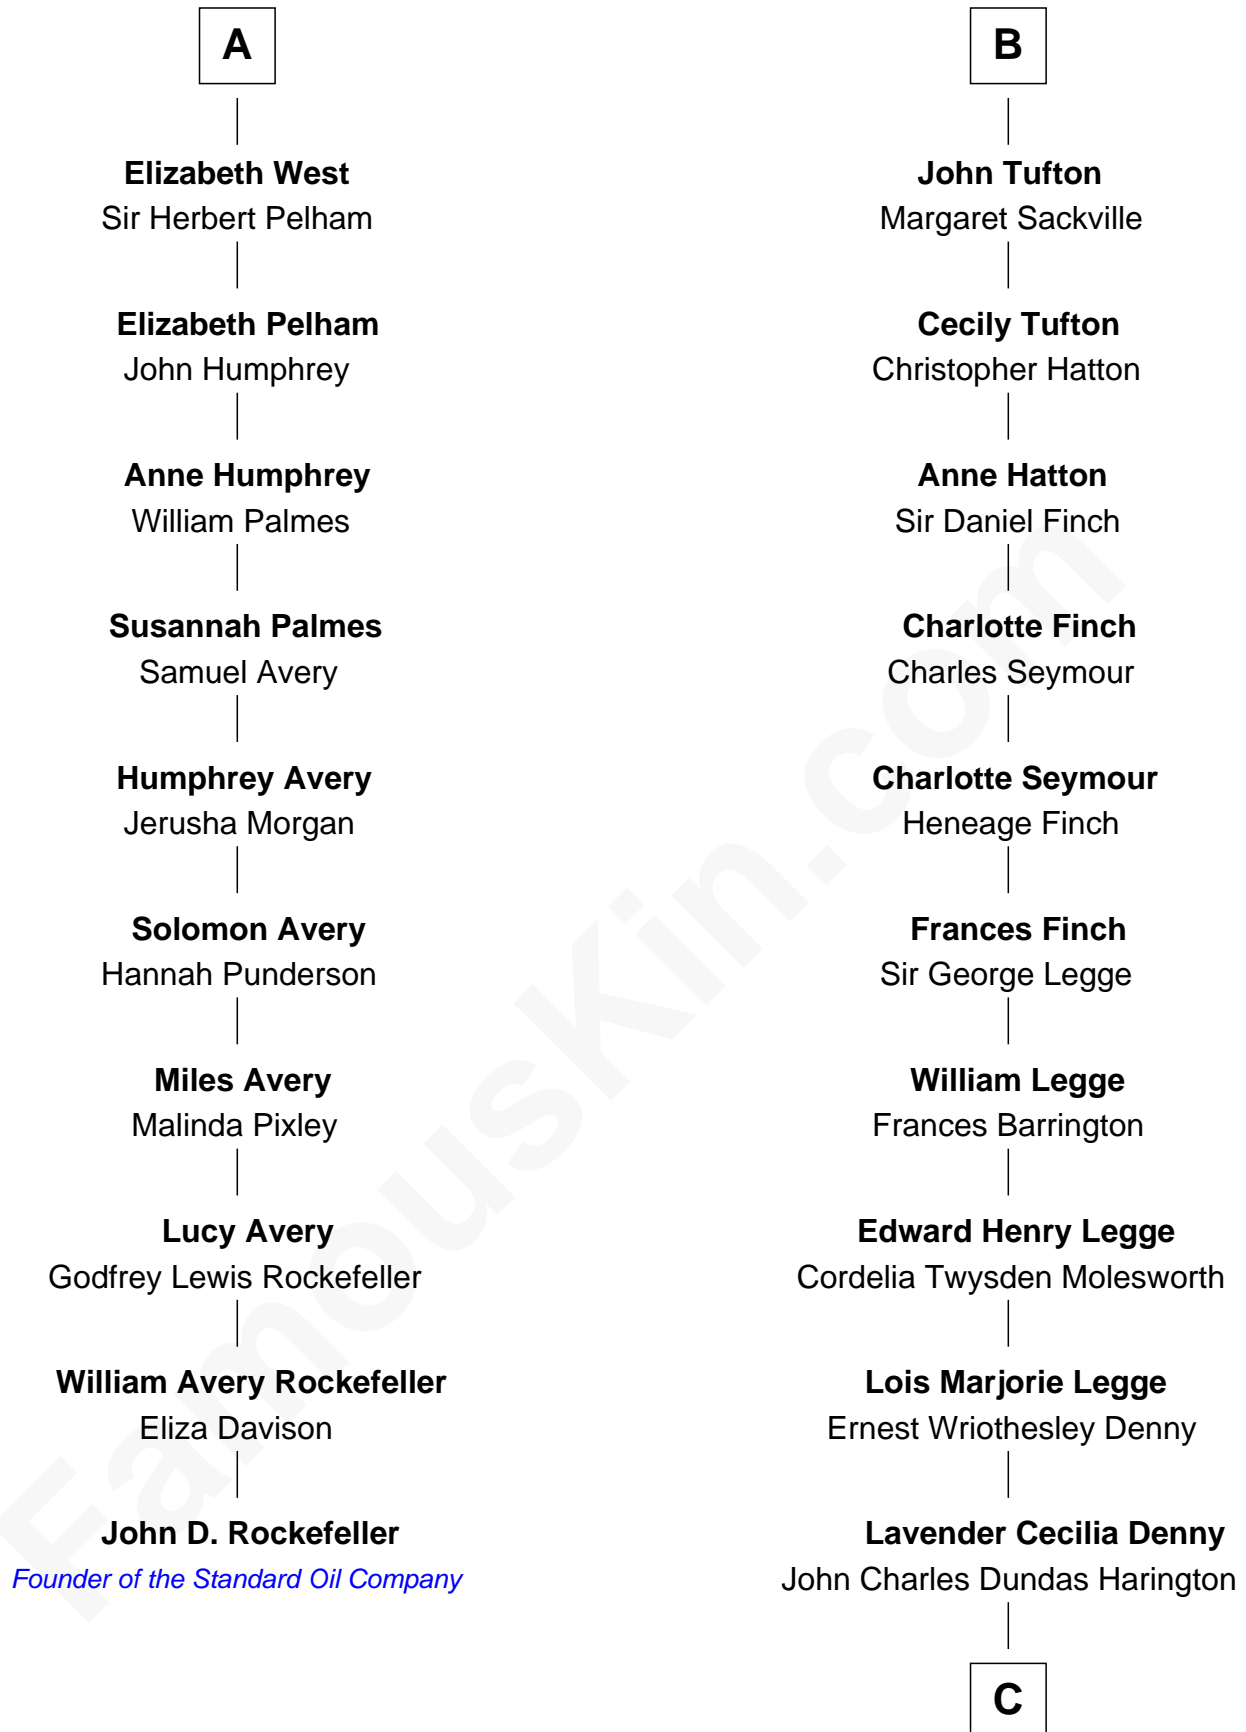 A
Elizabeth West
Sir Herbert Pelham
Elizabeth Pelham
John Humphrey
Anne Humphrey
William Palmes
Susannah Palmes
Samuel Avery
Humphrey Avery
Jerusha Morgan
Solomon Avery
Hannah Punderson
Miles Avery
Malinda Pixley
Lucy Avery
Godfrey Lewis Rockefeller
William Avery Rockefeller
Eliza Davison
John D. Rockefeller
Founder of the Standard Oil Company
B
John Tufton
Margaret Sackville
Cecily Tufton
Christopher Hatton
Anne Hatton
Sir Daniel Finch
Charlotte Finch
Charles Seymour
Charlotte Seymour
Heneage Finch
Frances Finch
Sir George Legge
William Legge
Frances Barrington
Edward Henry Legge
Cordelia Twysden Molesworth
Lois Marjorie Legge
Ernest Wriothesley Denny
Lavender Cecilia Denny
John Charles Dundas Harington
C
FamousKin.com